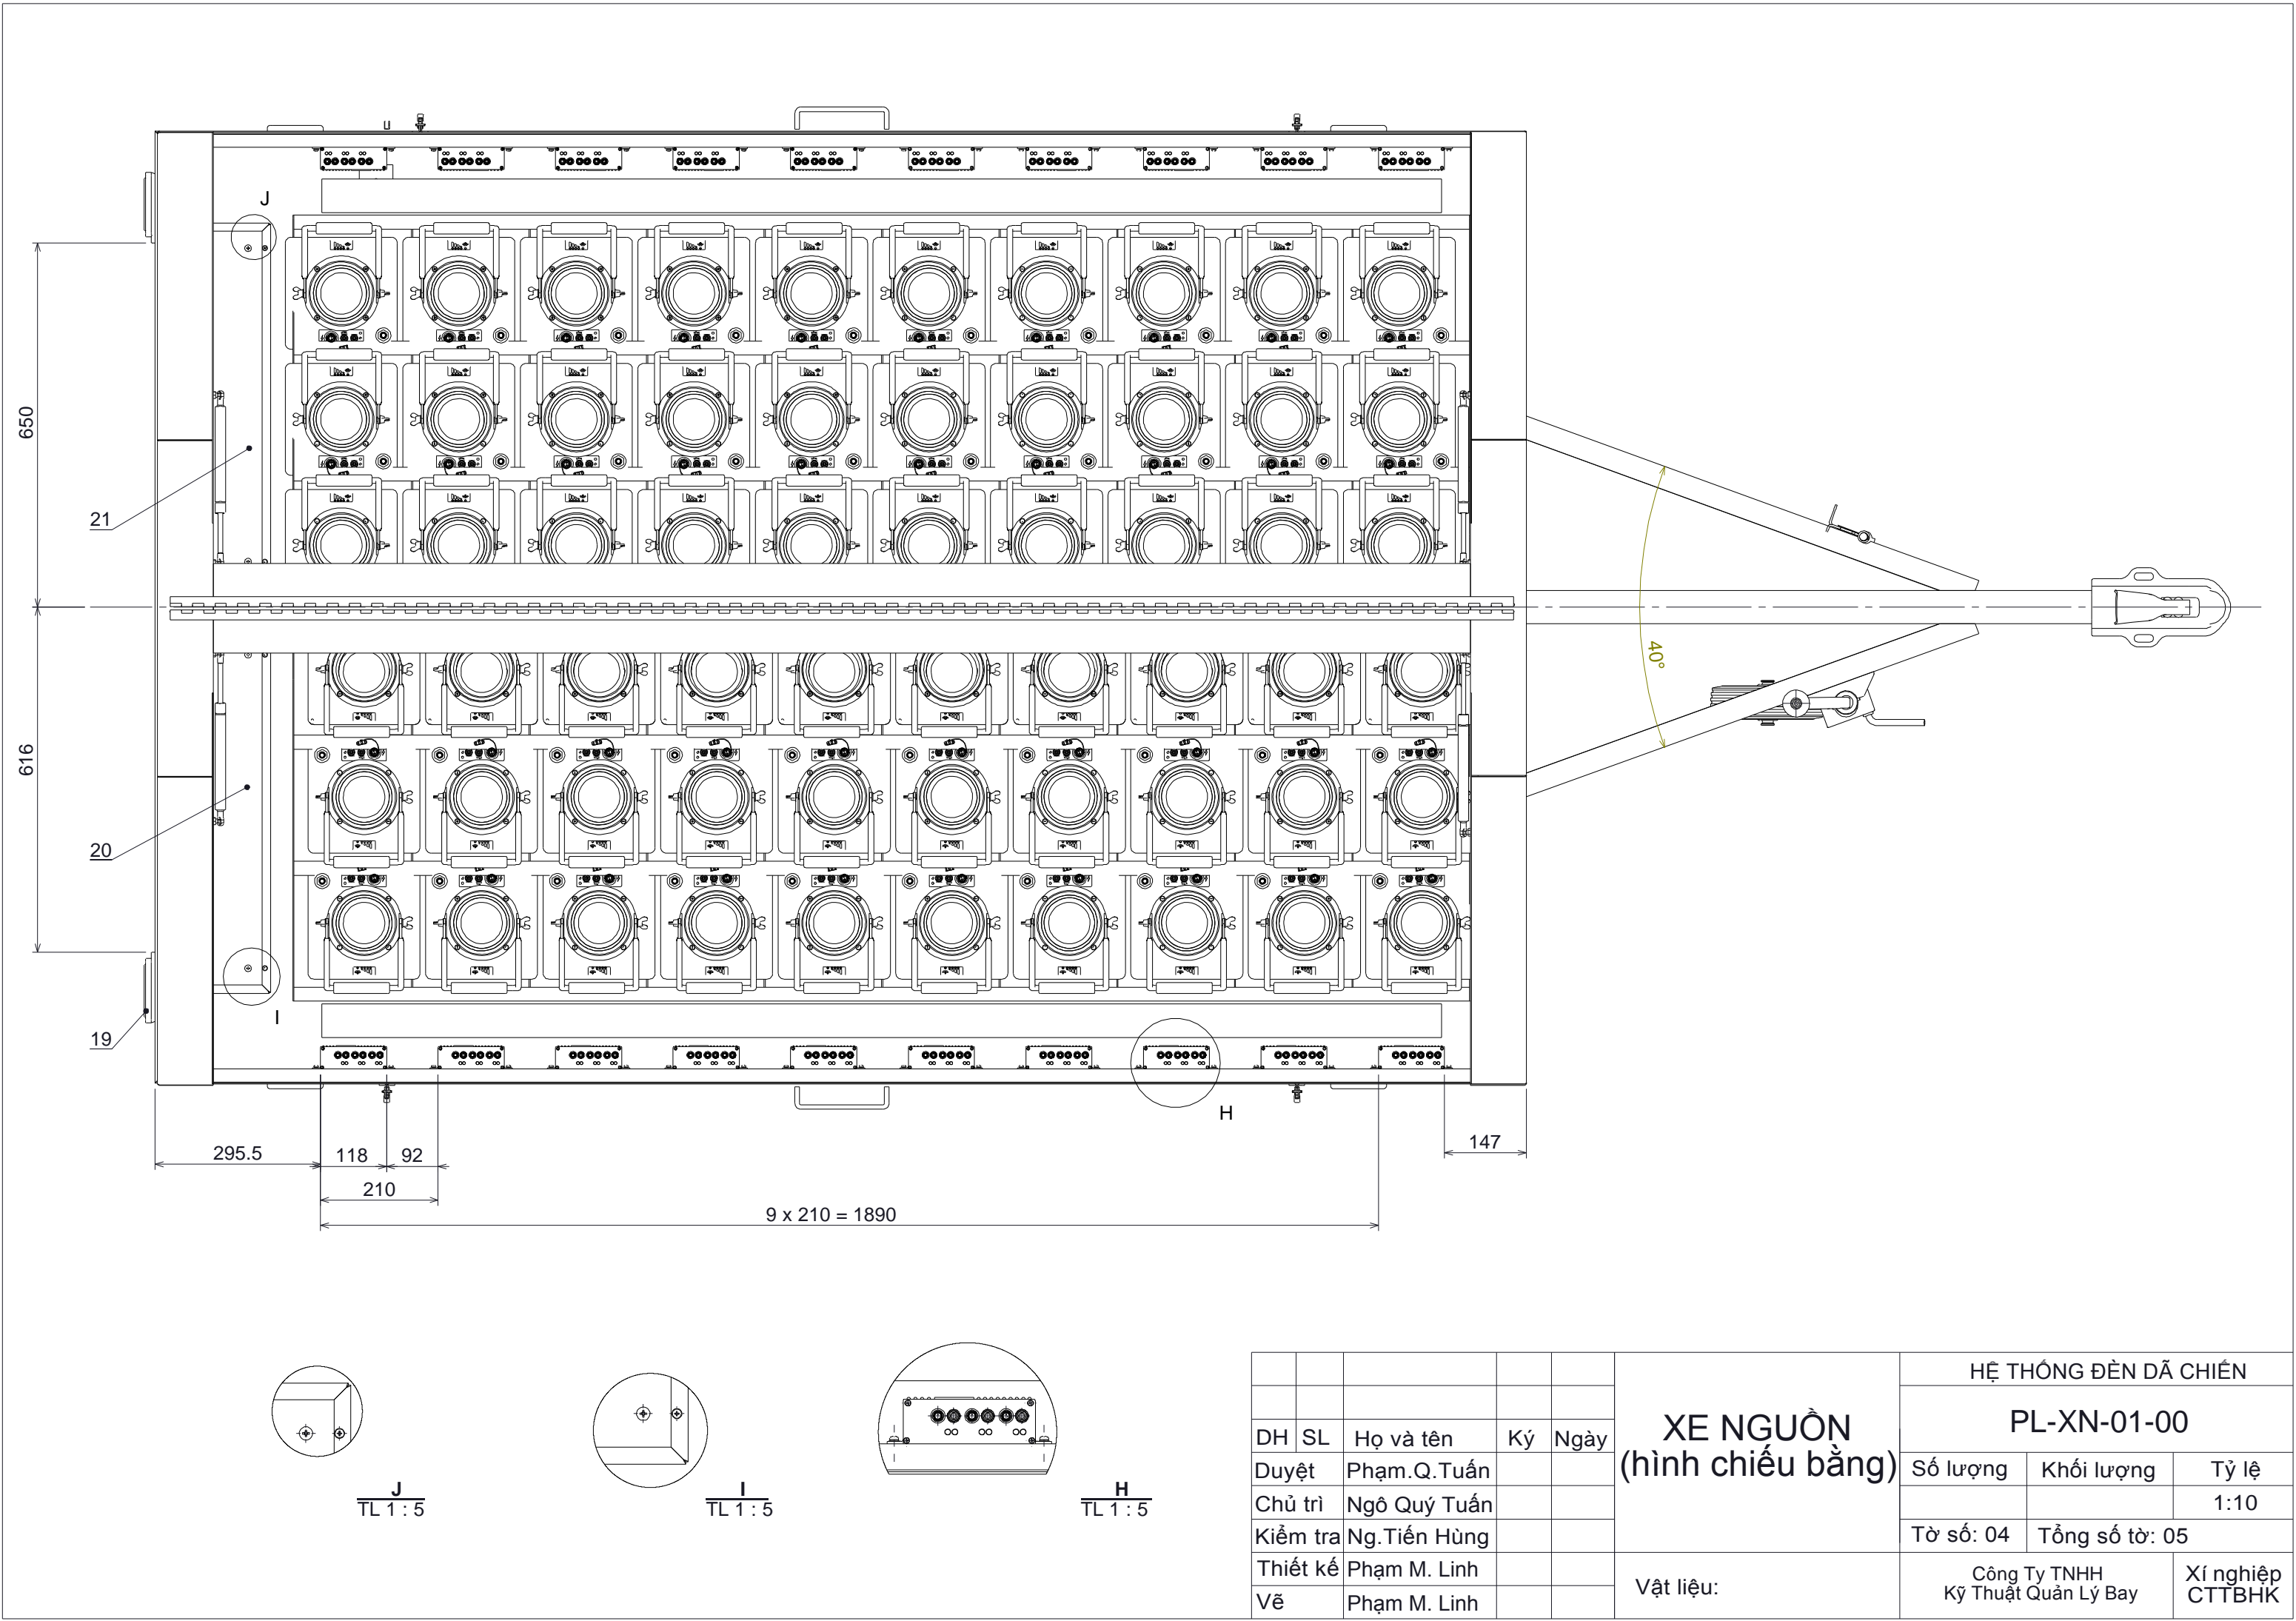 J
650
21
40°
616
20
19
I
H
295.5
118
92
147
210
9 x 210 = 1890
J
TL 1 : 5
I
TL 1 : 5
H
TL 1 : 5
DH SL Họ và tên Ký Ngày
Duyệt Phạm.Q.Tuấn
Chủ trì Ngô Quý Tuấn
Kiểm tra Ng.Tiến Hùng
Thiết kế Phạm M. Linh
Vẽ Phạm M. Linh
XE NGUỒN
(hình chiếu bằng)
Vật liệu:
HỆ THỐNG ĐÈN DÃ CHIẾN
PL-XN-01-00
Số lượng Khối lượng Tỷ lệ
1:10
Tờ số: 04 Tổng số tờ: 05
Công Ty TNHH
Kỹ Thuật Quản Lý Bay
Xí nghiệp
CTTBHK